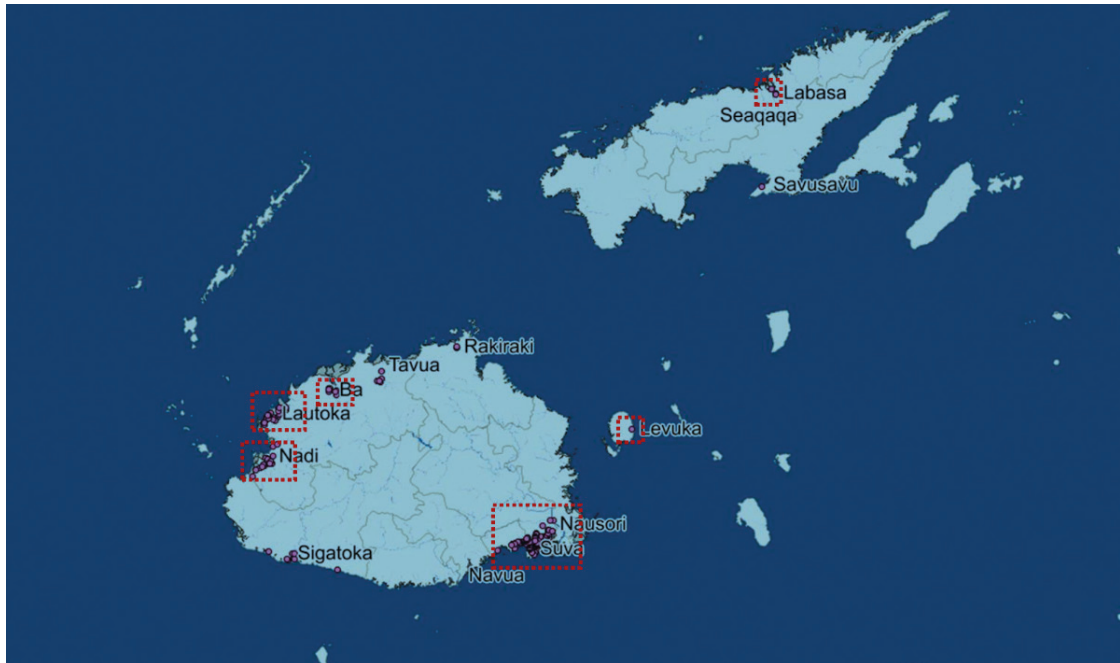 Labasa
Seaqaqa
Savusavu
Rakiraki
Tavua
Ba
Lautoka
Levuka
Nadi
Nausori
Suva
Sigatoka
Navua